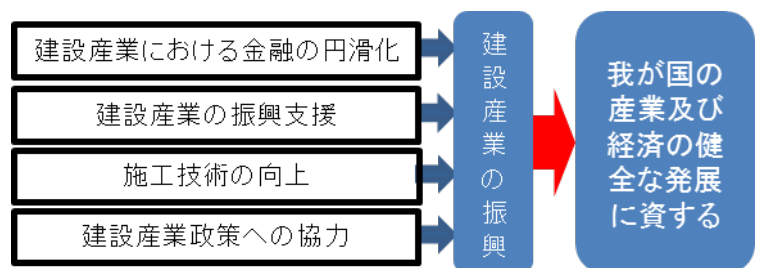 建設産業における金融の円滑化
建設産業の振興支援
施工技術の向上
建設産業政策への協力
建設産業の振興
我が国の
産業及び
経済の健
全な発展
に資する